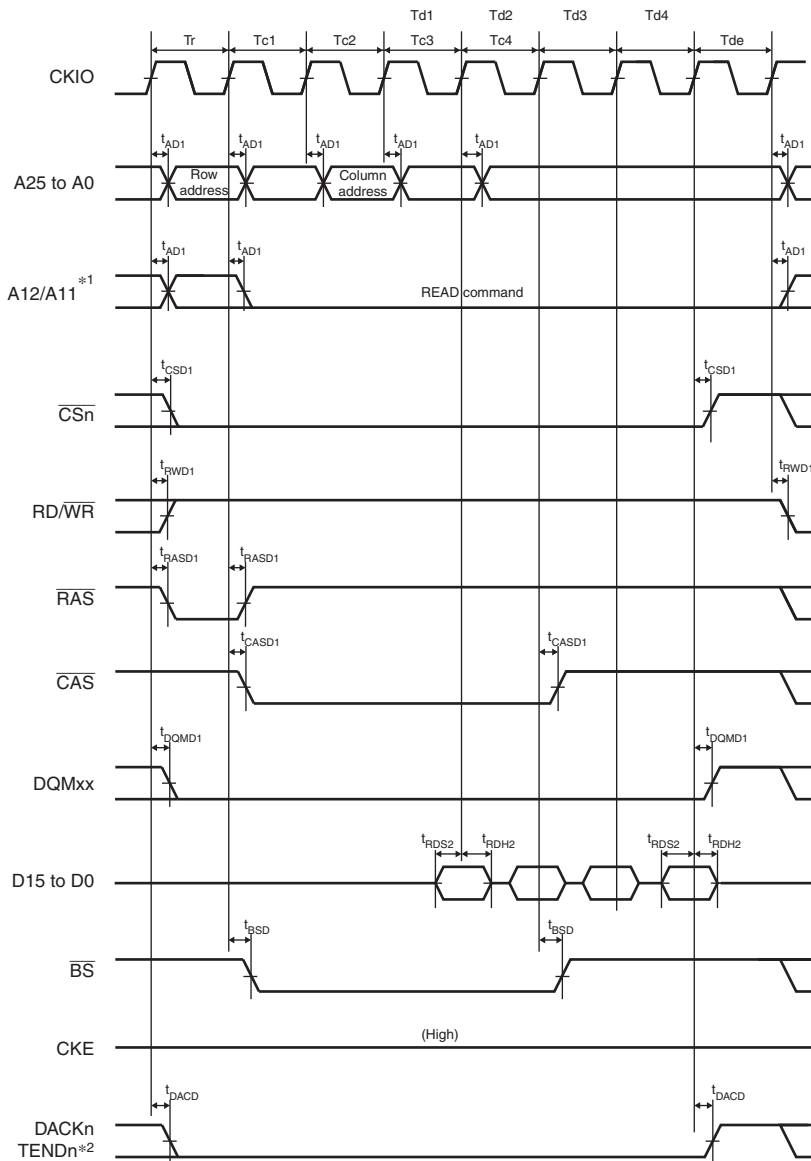 Td1 Td2 Td3 Td4
Tr Tc1 Tc2 Tc3 Tc4 Tde
CKIO
tAD1 tAD1 tAD1 tAD1 tAD1 tAD1
A25 to A0
Row address
Column address
tAD1 tAD1 tAD1
A12/A11*1
READ command
tCSD1 tCSD1
CSn
tRWD1 tRWD1
RD/WR
tRASD1 tRASD1
RAS
tCASD1 tCASD1
CAS
tDQMD1 tDQMD1
DQMxx
tRDS2 tRDH2 tRDS2 tRDH2
D15 to D0
tBSD tBSD
BS
(High)
CKE
tDACD tDACD
DACKn
TENDn*2